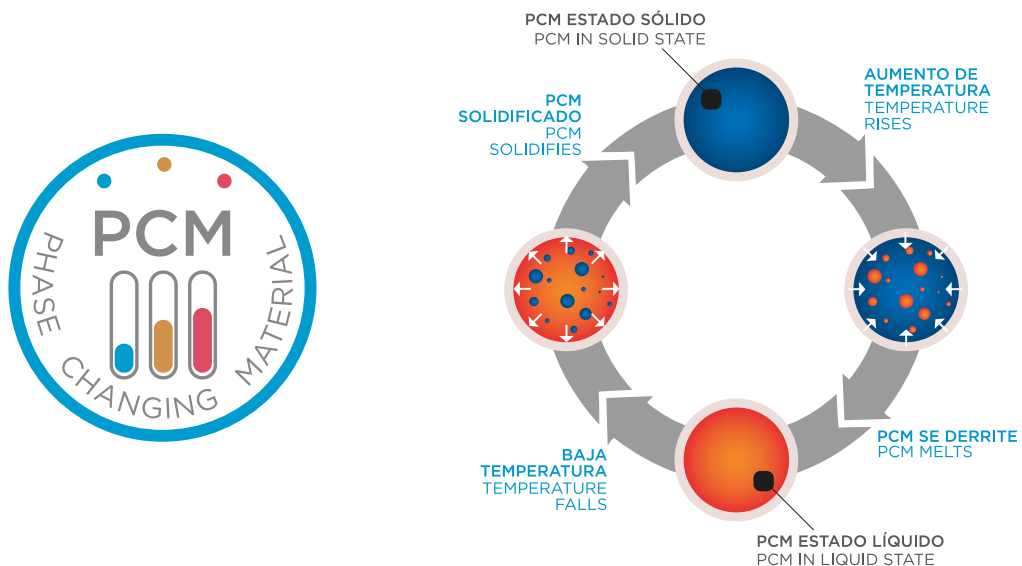 PCM
PHASE CHANGING MATERIAL
PCM ESTADO SÓLIDO
PCM IN SOLID STATE
AUMENTO DE
TEMPERATURA
TEMPERATURE
RISES
PCM
SOLIDIFICADO
PCM
SOLIDIFIES
PCM SE DERRITE
PCM MELTS
BAJA
TEMPERATURA
TEMPERATURE
FALLS
PCM ESTADO LÍQUIDO
PCM IN LIQUID STATE